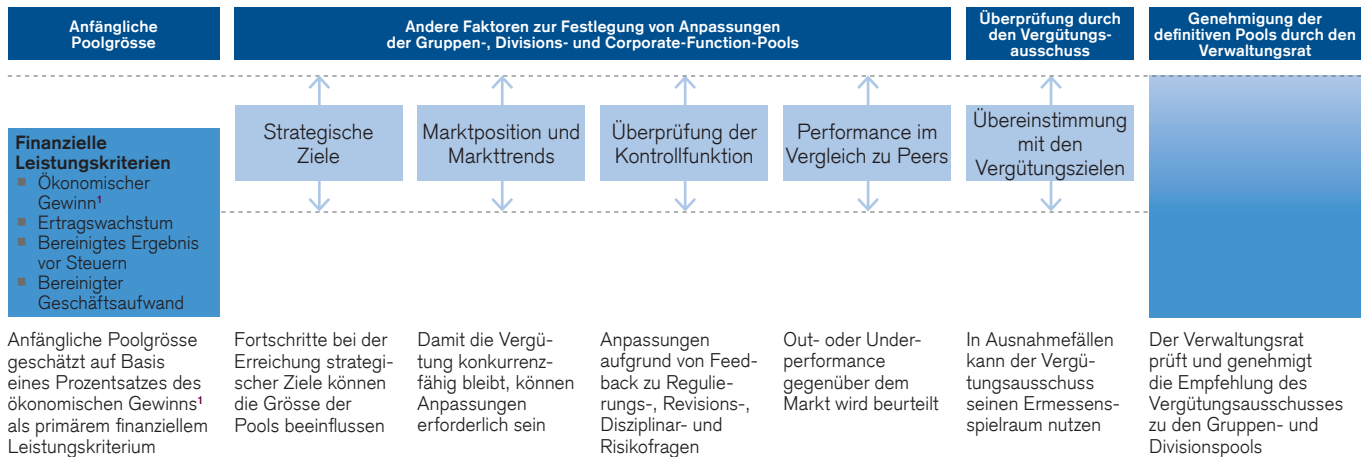 Anfängliche
Poolgrösse
Andere Faktoren zur Festlegung von Anpassungen
der Gruppen-, Divisions- und Corporate-Function-Pools
Überprüfung durch
den Vergütungs-
ausschuss
Genehmigung der
definitiven Pools durch den
Verwaltungsrat
Finanzielle
Leistungskriterien
■ Ökonomischer
Gewinn¹
■ Ertragswachstum
■ Bereinigtes Ergebnis
vor Steuern
■ Bereinigter
Geschäftsaufwand
Strategische
Ziele
Marktposition und
Markttrends
Überprüfung der
Kontrollfunktion
Performance im
Vergleich zu Peers
Übereinstimmung
mit den
Vergütungszielen
Anfängliche Poolgrösse
geschätzt auf Basis
eines Prozentsatzes des
ökonomischen Gewinns¹
als primärem finanziellem
Leistungskriterium
Fortschritte bei der
Erreichung strategi-
scher Ziele können
die Grösse der
Pools beeinflussen
Damit die Vergü-
tung konkurrenz-
fähig bleibt, können
Anpassungen
erforderlich sein
Anpassungen
aufgrund von Feed-
back zu Regulie-
rungs-, Revisions-,
Disziplinar- und
Risikofragen
Out- oder Under-
performance
gegenüber dem
Markt wird beurteilt
In Ausnahmefällen
kann der Vergü-
tungsausschuss
seinen Ermessens-
spielraum nutzen
Der Verwaltungsrat
prüft und genehmigt
die Empfehlung des
Vergütungsausschusses
zu den Gruppen- und
Divisionspools